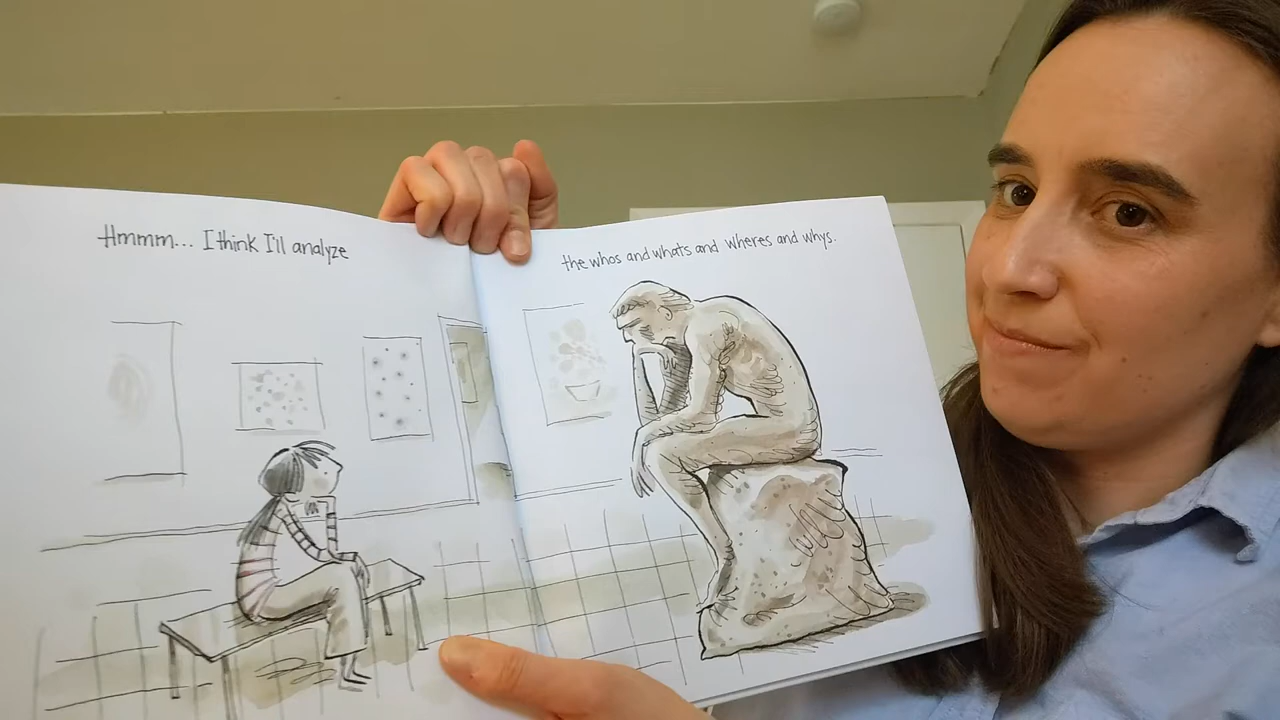 Hmmm... I think I'll analyze
the whos and whats and wheres and whys.